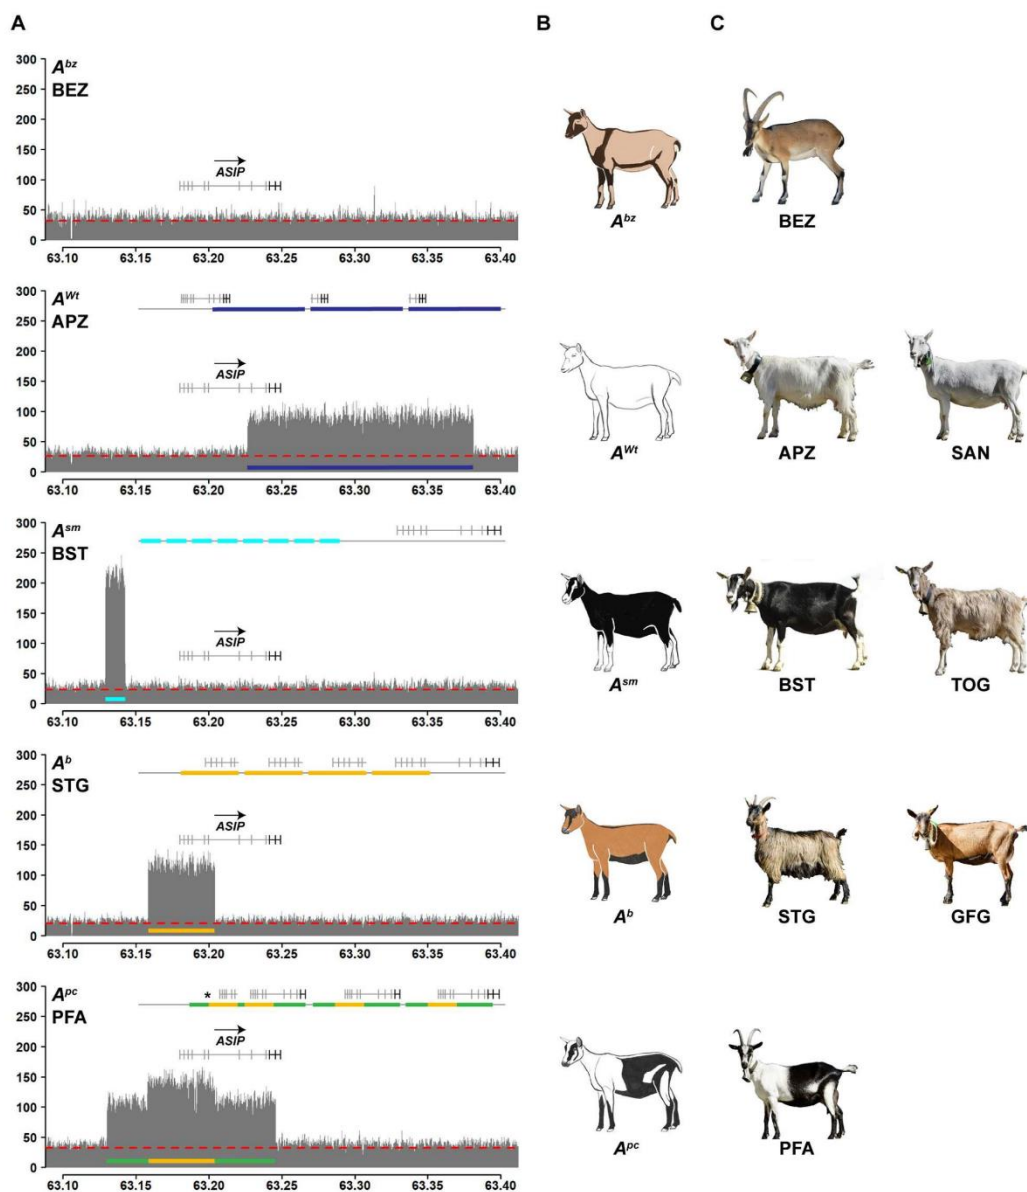 A
B
C
300
250
200
150
100
50
0
A^bz
BEZ
ASIP
63.10
63.15
63.20
63.25
63.30
63.35
63.40
A^bz
BEZ
300
250
200
150
100
50
0
A^Wt
APZ
ASIP
63.10
63.15
63.20
63.25
63.30
63.35
63.40
A^Wt
APZ
SAN
300
250
200
150
100
50
0
A^sm
BST
ASIP
63.10
63.15
63.20
63.25
63.30
63.35
63.40
A^sm
BST
TOG
300
250
200
150
100
50
0
A^b
STG
ASIP
63.10
63.15
63.20
63.25
63.30
63.35
63.40
A^b
STG
GFG
300
250
200
150
100
50
0
A^pc
PFA
*
ASIP
63.10
63.15
63.20
63.25
63.30
63.35
63.40
A^pc
PFA